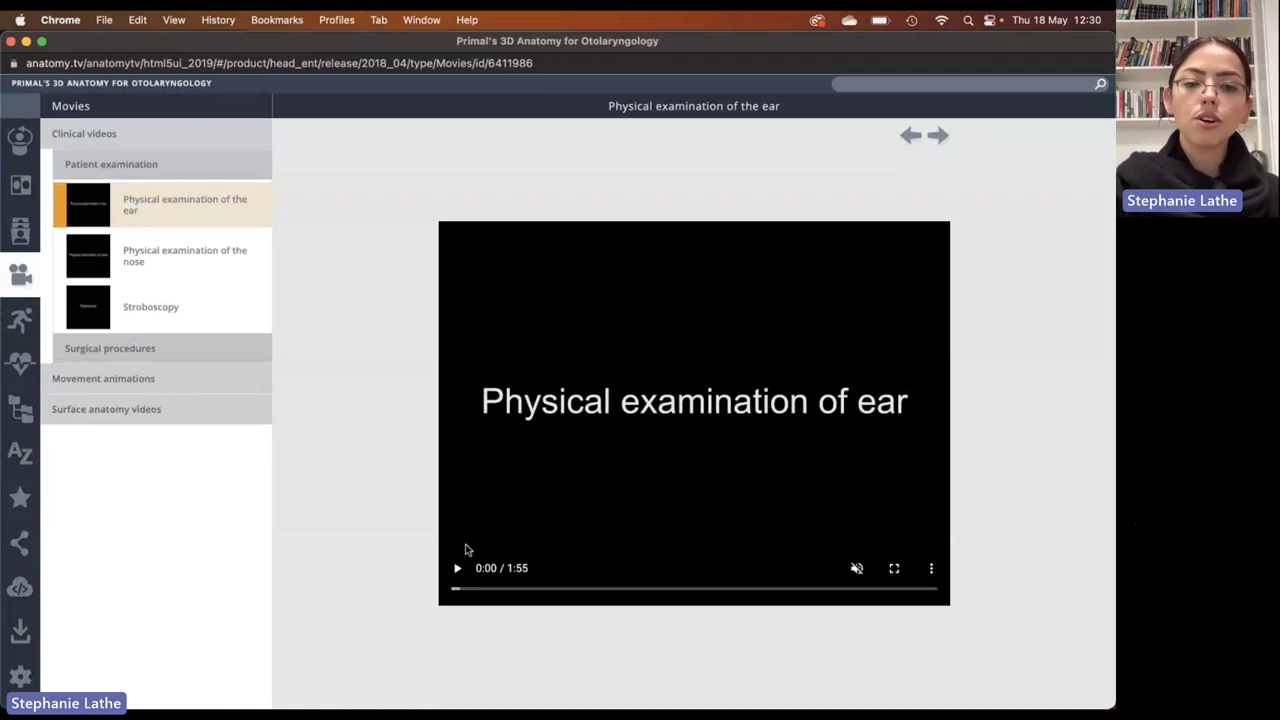 Chrome File Edit View History Bookmarks Profiles Tab Window Help Thu 18 May 12:30
Primal's 3D Anatomy for Otolaryngology
anatomy.tv/anatomytv/html5ui_2019/#/product/head_ent/release/2018_04/type/Movies/id/6411986
PRIMAL'S 3D ANATOMY FOR OTOLARYNGOLOGY
Movies
Physical examination of the ear
Clinical videos
Patient examination
Physical examination of the
ear
Physical examination of the
nose
Stroboscopy
Surgical procedures
Movement animations
Surface anatomy videos
AZ
Physical examination of ear
0:00 / 1:55
Stephanie Lathe
Stephanie Lathe